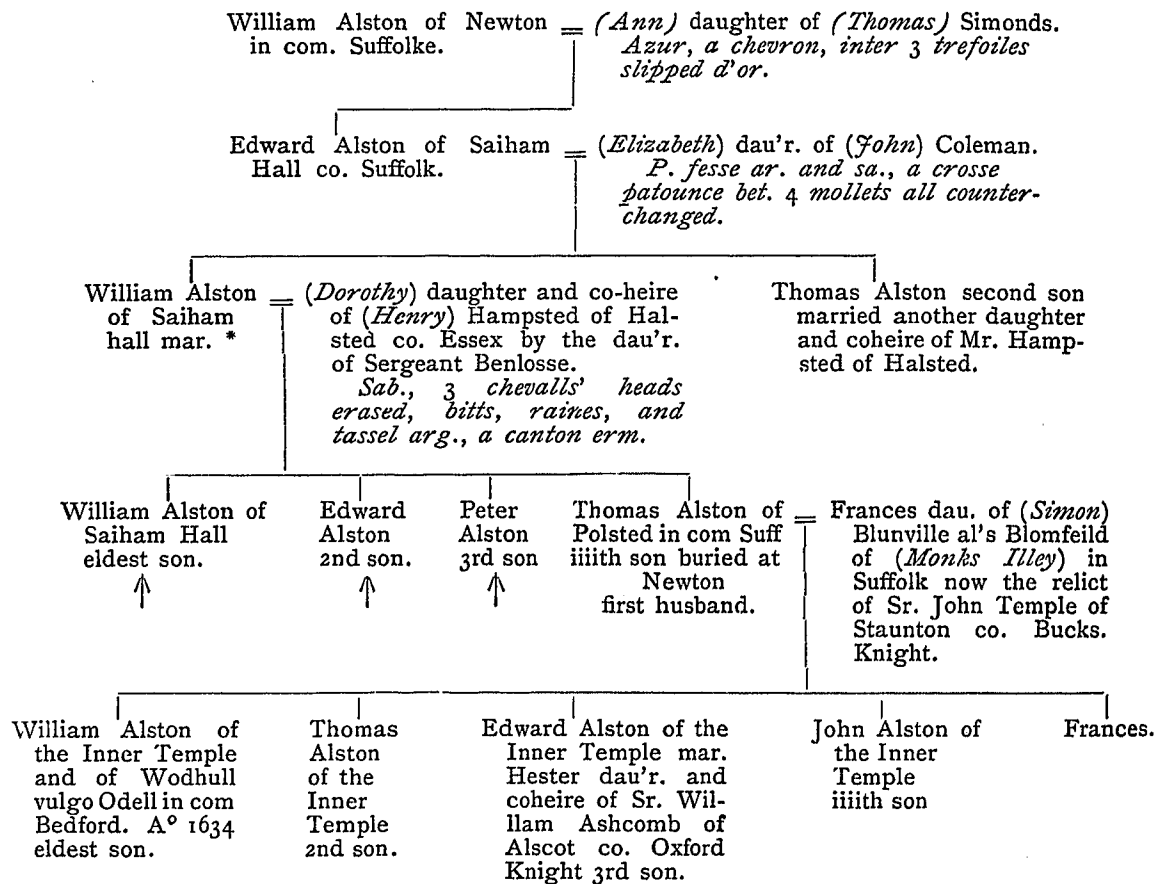 William Alston of Newton = (Ann) daughter of (Thomas) Simonds.
in com. Suffolke.
Azur, a chevron, inter 3 trefoiles
slipped d'or.
Edward Alston of Saiham = (Elizabeth) dau'r. of (John) Coleman.
Hall co. Suffolk.
P. fesse ar. and sa., a crosse
patounce bet. 4 mollets all counter-
changed.
William Alston =
of Saiham
hall mar. *
(Dorothy) daughter and co-heire
of (Henry) Hampsted of Hal-
sted co. Essex by the dau'r.
of Sergeant Benlosse.
Sab., 3 chevalls' heads
erased, bitts, raines, and
tassel arg., a canton erm.
Thomas Alston second son
married another daughter
and coheire of Mr. Hamp-
sted of Halsted.
William Alston of
Saiham Hall
eldest son.
Edward
Alston
2nd son.
Peter
Alston
3rd son
Thomas Alston of =
Polsted in com Suff
iiiith son buried at
Newton
first husband.
Frances dau. of (Simon)
Blunville al's Blomfeild
of (Monks Illey) in
Suffolk now the relict
of Sr. John Temple of
Staunton co. Bucks.
Knight.
William Alston of
the Inner Temple
and of Wodhull
vulgo Odell in com
Bedford. Aº 1634
eldest son.
Thomas
Alston
of the
Inner
Temple
2nd son.
Edward Alston of the
Inner Temple mar.
Hester dau'r. and
coheire of Sr. Wil-
llam Ashcomb of
Alscot co. Oxford
Knight 3rd son.
John Alston of
the Inner
Temple
iiiith son
Frances.